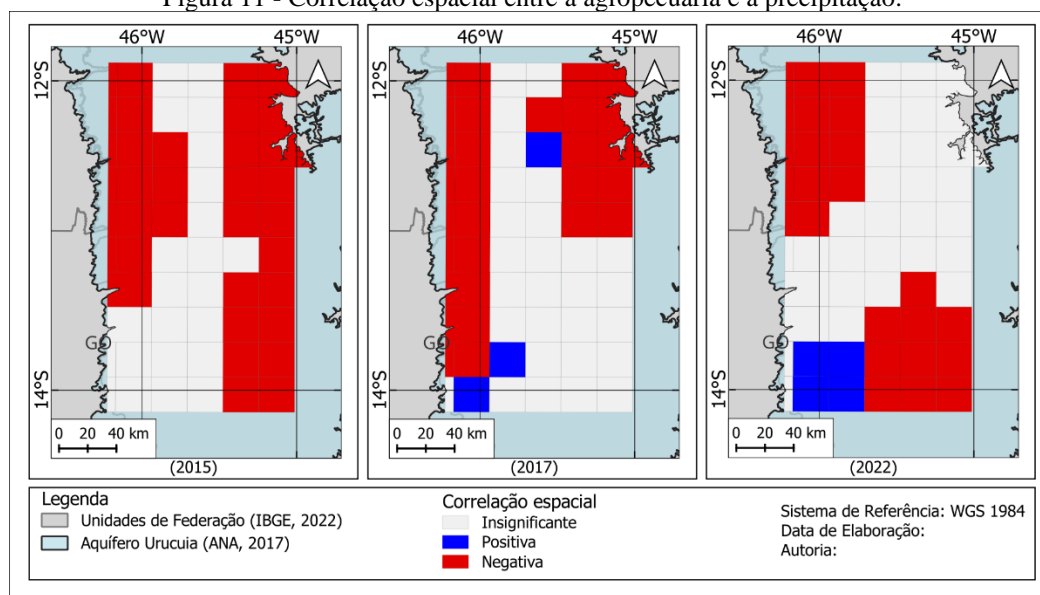 Figura 11 - Correlação espacial entre a agropecuária e a precipitação.
46°W 45°W
12°S
GO
14°S
0 20 40 km
(2015)
46°W 45°W
12°S
GO
14°S
0 20 40 km
(2017)
46°W 45°W
12°S
GO
14°S
0 20 40 km
(2022)
Legenda
Unidades de Federação (IBGE, 2022)
Aquífero Urucuia (ANA, 2017)
Correlação espacial
Insignificante
Positiva
Negativa
Sistema de Referência: WGS 1984
Data de Elaboração:
Autoria: